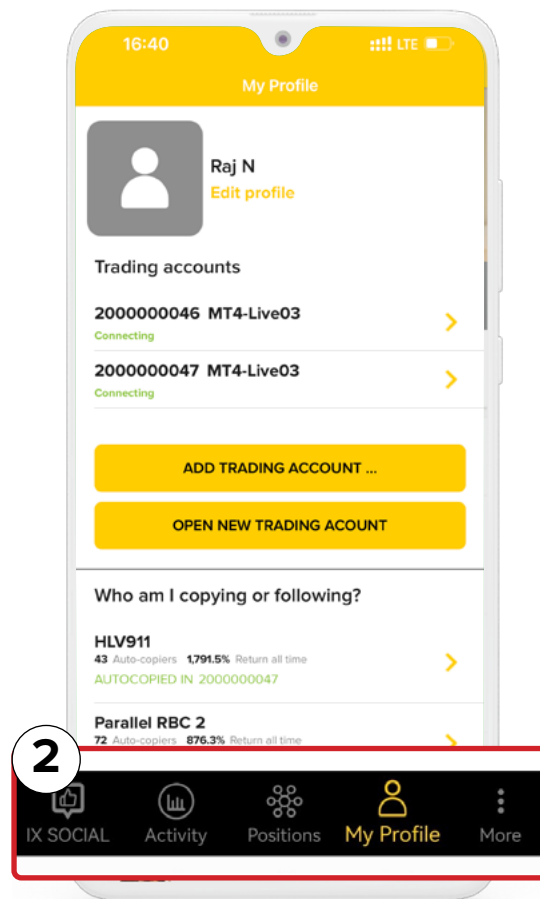 16:40 LTE
My Profile
Raj N
Edit profile
Trading accounts
2000000046 MT4-Live03
Connecting
2000000047 MT4-Live03
Connecting
ADD TRADING ACCOUNT ...
OPEN NEW TRADING ACOUNT
Who am I copying or following?
HLV911
43 Auto-copiers 1,791.5% Return all time
AUTOCOPIED IN 2000000047
Parallel RBC 2
72 Auto-copiers 876.3% Return all time
2
IX SOCIAL Activity Positions My Profile More